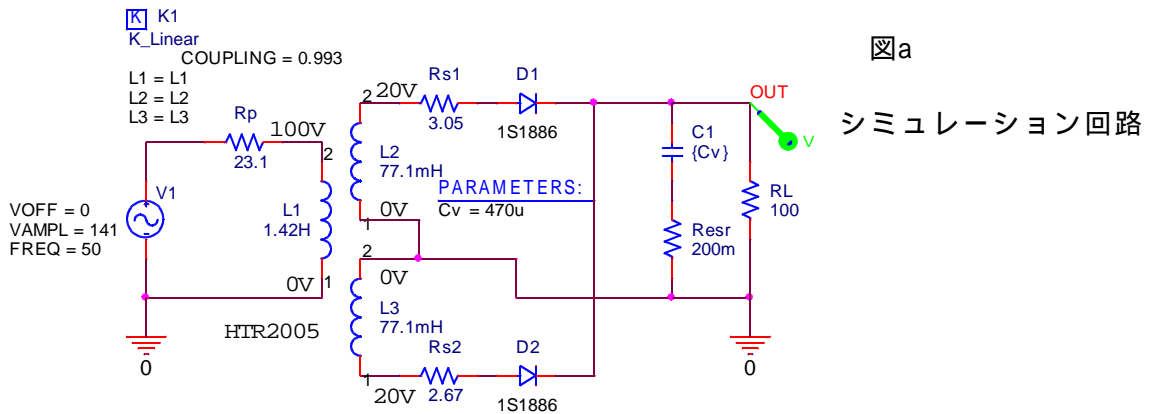 K K1
K_Linear
COUPLING = 0.993
L1 = L1
L2 = L2
L3 = L3
Rp
23.1
100V
2
V1
VOFF = 0
VAMPL = 141
FREQ = 50
L1
1.42H
0V
1
HTR2005
0
2
20V
Rs1
3.05
D1
1S1886
L2
77.1mH
0V
1
PARAMETERS:
Cv = 470u
2
0V
L3
77.1mH
1
20V
Rs2
2.67
D2
1S1886
C1
{Cv}
Resr
200m
OUT
V
RL
100
0
図a
シミュレーション回路